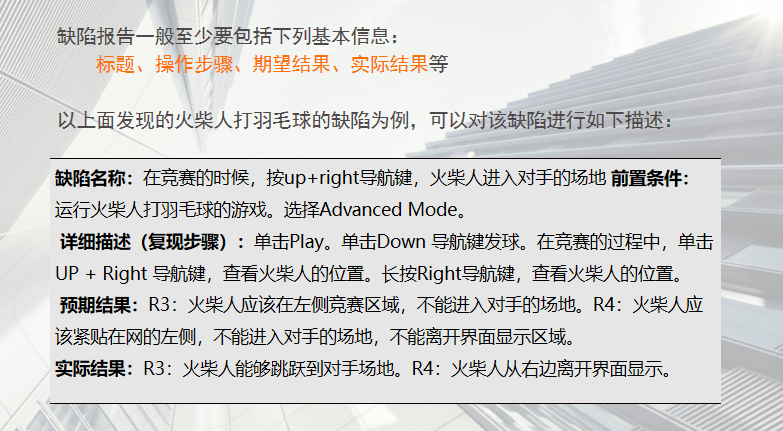 缺陷报告一般至少要包括下列基本信息：
标题、操作步骤、期望结果、实际结果等
以上面发现的火柴人打羽毛球的缺陷为例，可以对该缺陷进行如下描述：
缺陷名称：在竞赛的时候，按up+right导航键，火柴人进入对手的场地 前置条件：
运行火柴人打羽毛球的游戏。选择Advanced Mode。
详细描述（复现步骤）：单击Play。单击Down 导航键发球。在竞赛的过程中，单击
UP + Right 导航键，查看火柴人的位置。长按Right导航键，查看火柴人的位置。
预期结果：R3：火柴人应该在左侧竞赛区域，不能进入对手的场地。R4：火柴人应
该紧贴在网的左侧，不能进入对手的场地，不能离开界面显示区域。
实际结果：R3：火柴人能够跳跃到对手场地。R4：火柴人从右边离开界面显示。